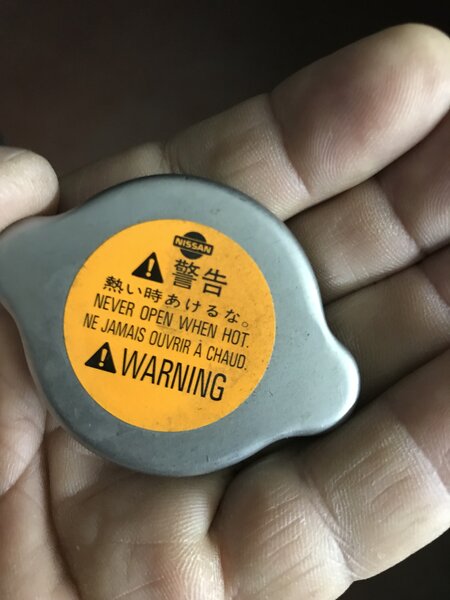 NISSAN
警告
熱い時あけるな。
NEVER OPEN WHEN HOT.
NE JAMAIS OUVRIR À CHAUD.
WARNING